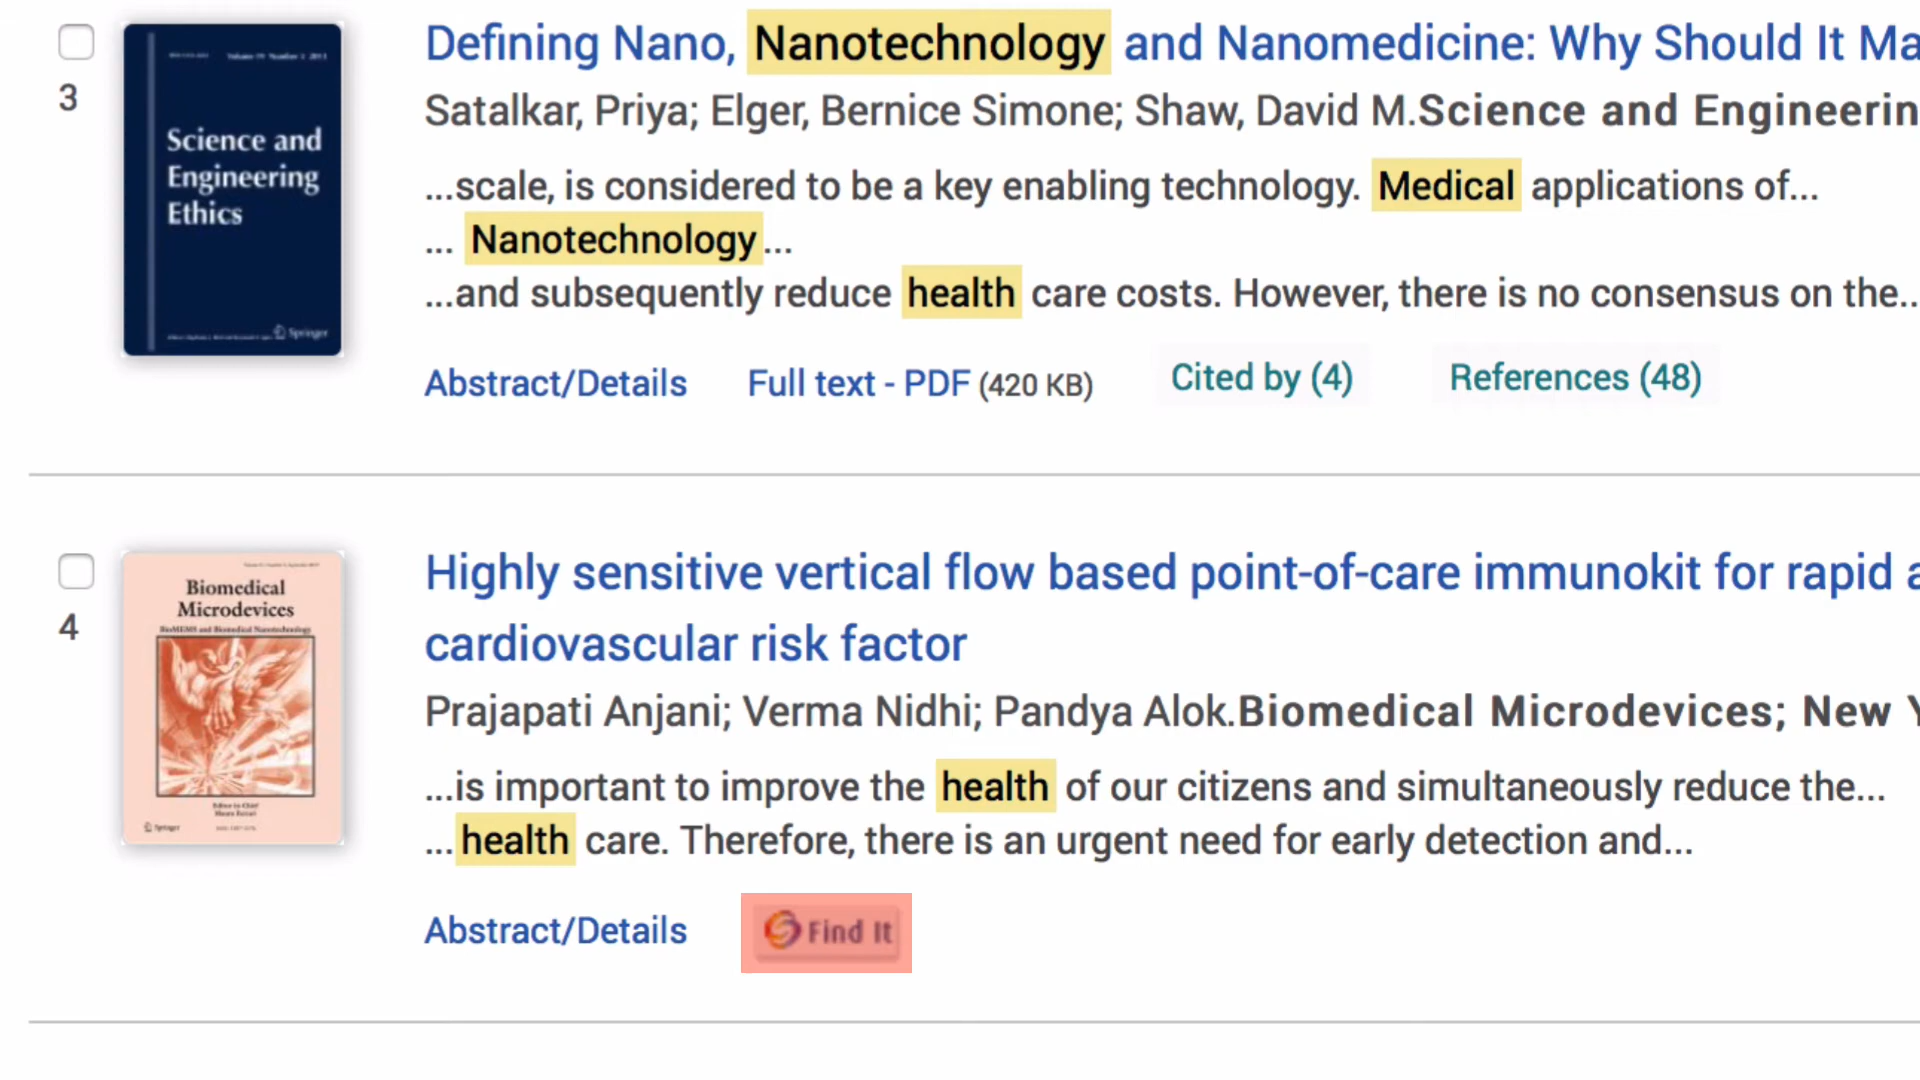 3
Science and
Engineering
Ethics
Springer
Defining Nano, Nanotechnology and Nanomedicine: Why Should It Ma
Satalkar, Priya; Elger, Bernice Simone; Shaw, David M.Science and Engineerin
...scale, is considered to be a key enabling technology. Medical applications of...
... Nanotechnology...
...and subsequently reduce health care costs. However, there is no consensus on the..
Abstract/Details Full text - PDF (420 KB) Cited by (4) References (48)
4
Biomedical
Microdevices
BioMEMS and Biomedical Nanotechnology
Springer
Highly sensitive vertical flow based point-of-care immunokit for rapid a
cardiovascular risk factor
Prajapati Anjani; Verma Nidhi; Pandya Alok.Biomedical Microdevices; New Y
...is important to improve the health of our citizens and simultaneously reduce the...
...health care. Therefore, there is an urgent need for early detection and...
Abstract/Details Find It